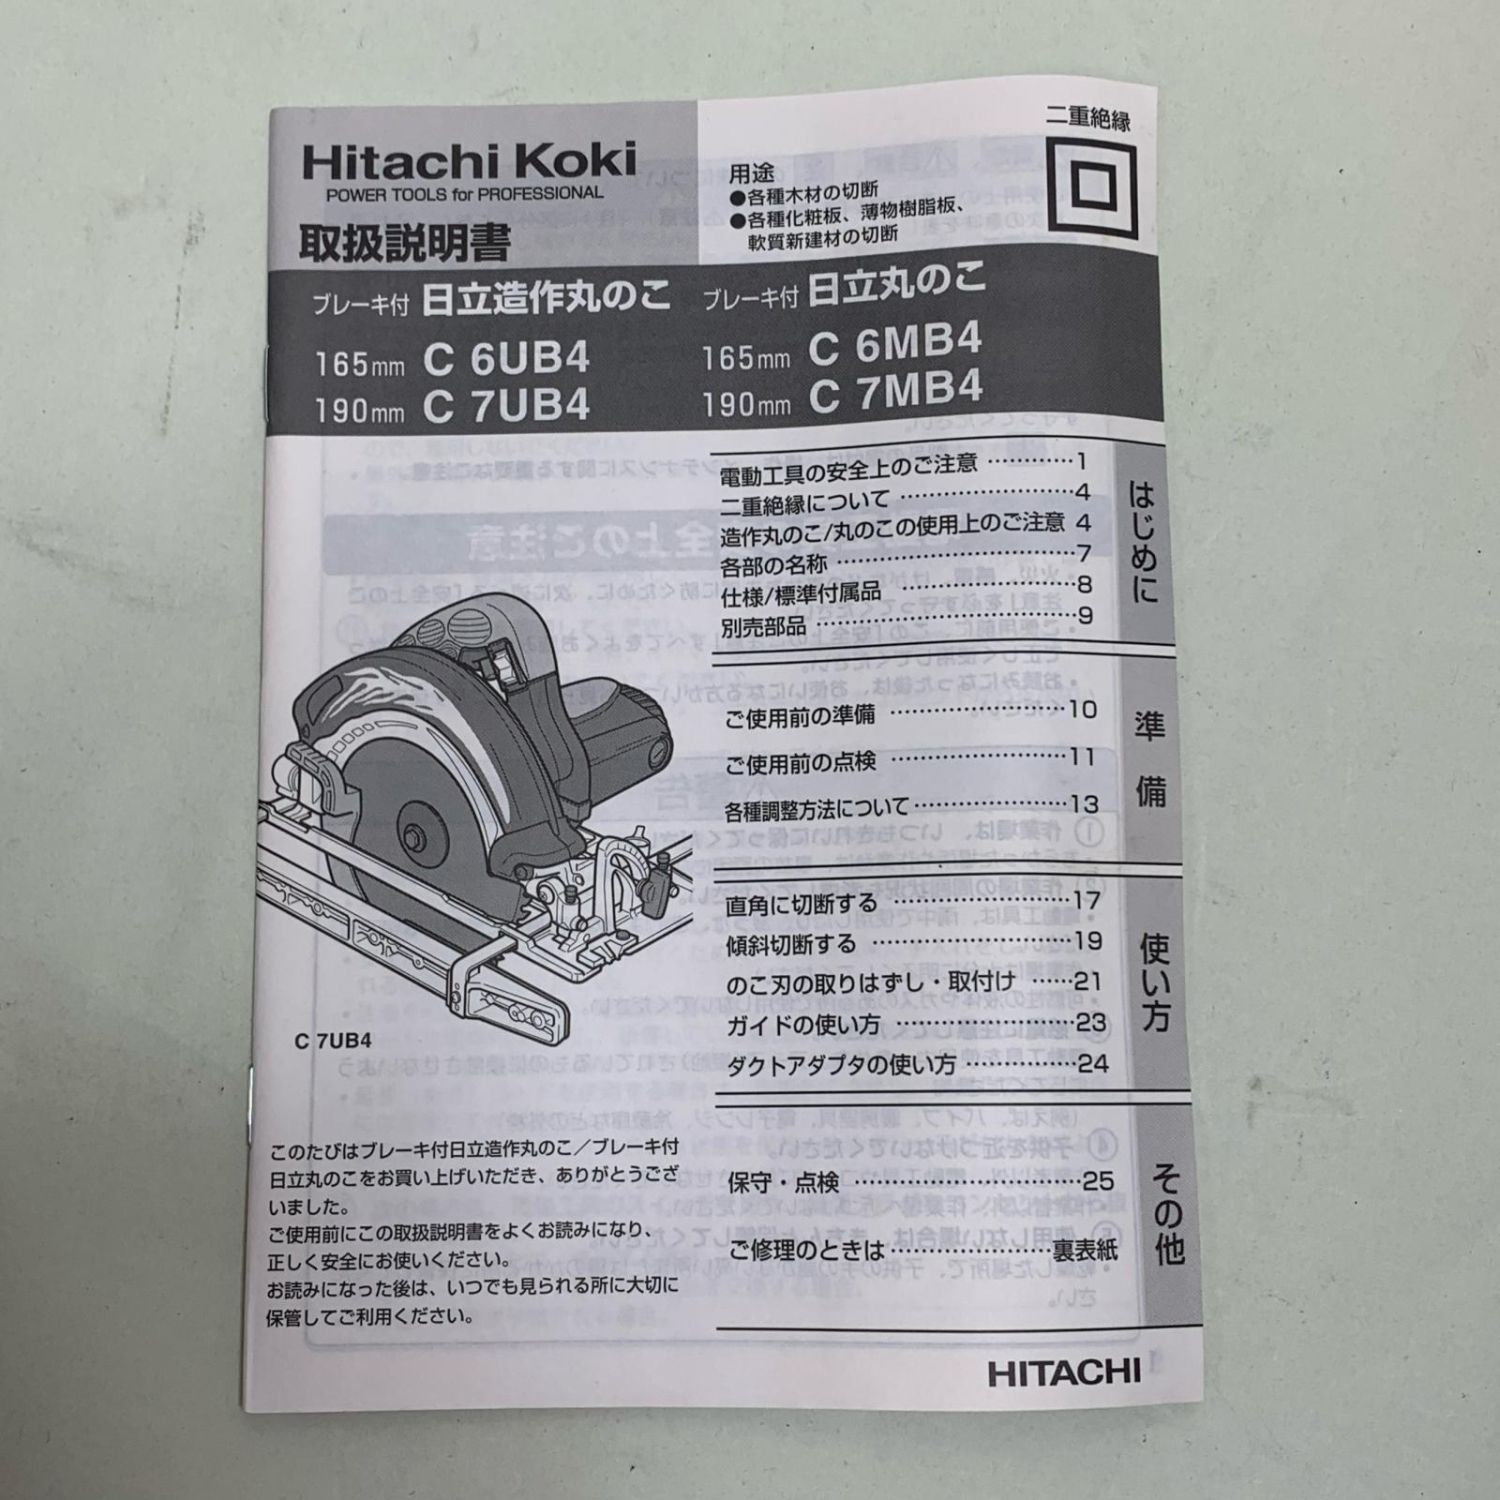 Hitachi Koki
POWER TOOLS for PROFESSIONAL
取扱説明書
用途
●各種木材の切断
●各種化粧板、薄物樹脂板、
軟質新建材の切断
二重絶縁
ブレーキ付 日立造作丸のこ
165mm C 6UB4
190mm C 7UB4
ブレーキ付 日立丸のこ
165mm C 6MB4
190mm C 7MB4
はじめに
電動工具の安全上のご注意 …………1
二重絶縁について ……………………4
造作丸のこ/丸のこの使用上のご注意 4
各部の名称 ……………………………7
仕様/標準付属品 ……………………8
別売部品 ………………………………9
準備
ご使用前の準備 ……………………10
ご使用前の点検 ……………………11
各種調整方法について…………………13
使い方
直角に切断する ……………………17
傾斜切断する ………………………19
のこ刃の取りはずし・取付け ……21
ガイドの使い方 ……………………23
ダクトアダプタの使い方 ……………24
その他
保守・点検 …………………………25
ご修理のときは…………………裏表紙
C 7UB4
このたびはブレーキ付日立造作丸のこ／ブレーキ付
日立丸のこをお買い上げいただき、ありがとうござ
いました。
ご使用前にこの取扱説明書をよくお読みになり、
正しく安全にお使いください。
お読みになった後は、いつでも見られる所に大切に
保管してご利用ください。
HITACHI